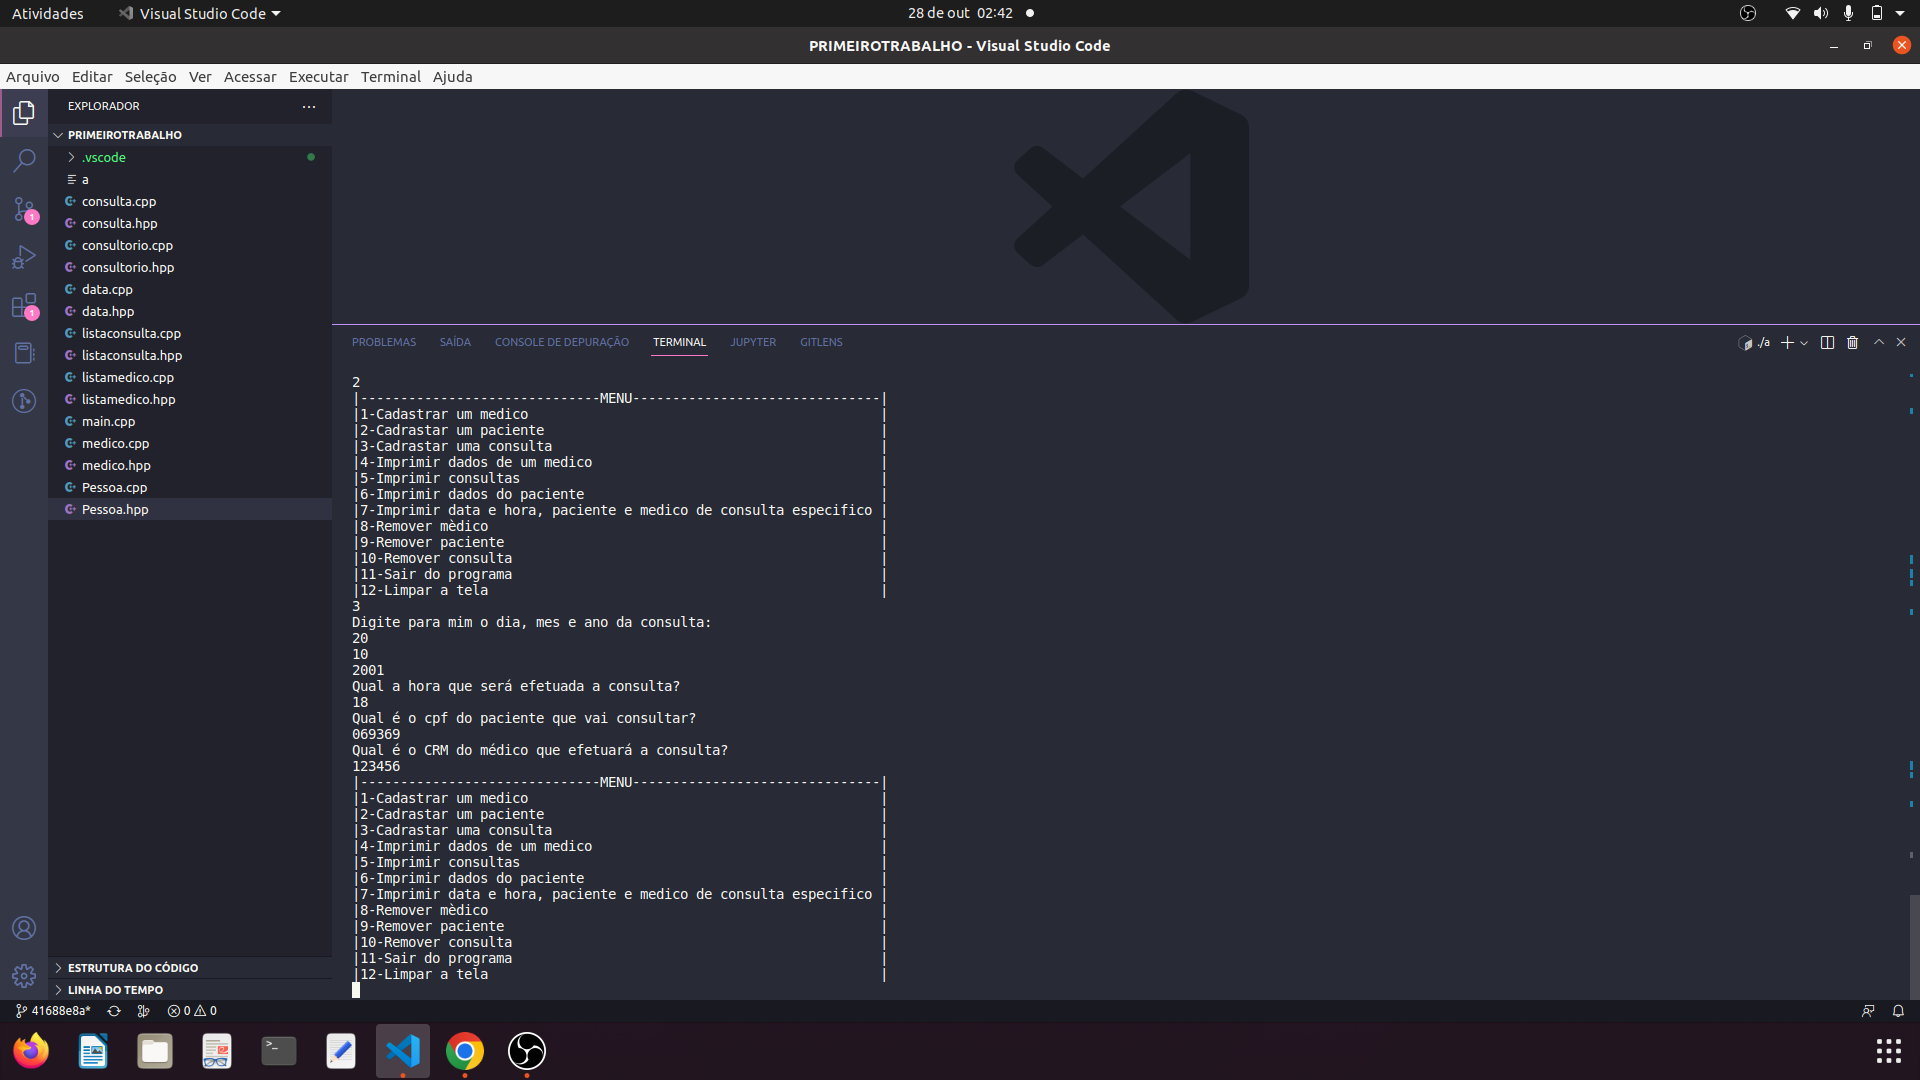 Atividades
Visual Studio Code
28 de out 02:42
PRIMEIROTRABALHO - Visual Studio Code
Arquivo Editar Seleção Ver Acessar Executar Terminal Ajuda
EXPLORADOR
PRIMEIROTRABALHO
.vscode
a
consulta.cpp
consulta.hpp
consultorio.cpp
consultorio.hpp
data.cpp
data.hpp
listaconsulta.cpp
listaconsulta.hpp
listamedico.cpp
listamedico.hpp
main.cpp
medico.cpp
medico.hpp
Pessoa.cpp
Pessoa.hpp
1
1
ESTRUTURA DO CÓDIGO
LINHA DO TEMPO
PROBLEMAS SAÍDA CONSOLE DE DEPURAÇÃO TERMINAL JUPYTER GITLENS
./a
2
|------------------------------MENU-------------------------------|
|1-Cadastrar um medico |
|2-Cadrastar um paciente |
|3-Cadrastar uma consulta |
|4-Imprimir dados de um medico |
|5-Imprimir consultas |
|6-Imprimir dados do paciente |
|7-Imprimir data e hora, paciente e medico de consulta especifico |
|8-Remover mèdico |
|9-Remover paciente |
|10-Remover consulta |
|11-Sair do programa |
|12-Limpar a tela |
3
Digite para mim o dia, mes e ano da consulta:
20
10
2001
Qual a hora que será efetuada a consulta?
18
Qual é o cpf do paciente que vai consultar?
069369
Qual é o CRM do médico que efetuará a consulta?
123456
|------------------------------MENU-------------------------------|
|1-Cadastrar um medico |
|2-Cadrastar um paciente |
|3-Cadrastar uma consulta |
|4-Imprimir dados de um medico |
|5-Imprimir consultas |
|6-Imprimir dados do paciente |
|7-Imprimir data e hora, paciente e medico de consulta especifico |
|8-Remover mèdico |
|9-Remover paciente |
|10-Remover consulta |
|11-Sair do programa |
|12-Limpar a tela |
41688e8a* 0 0